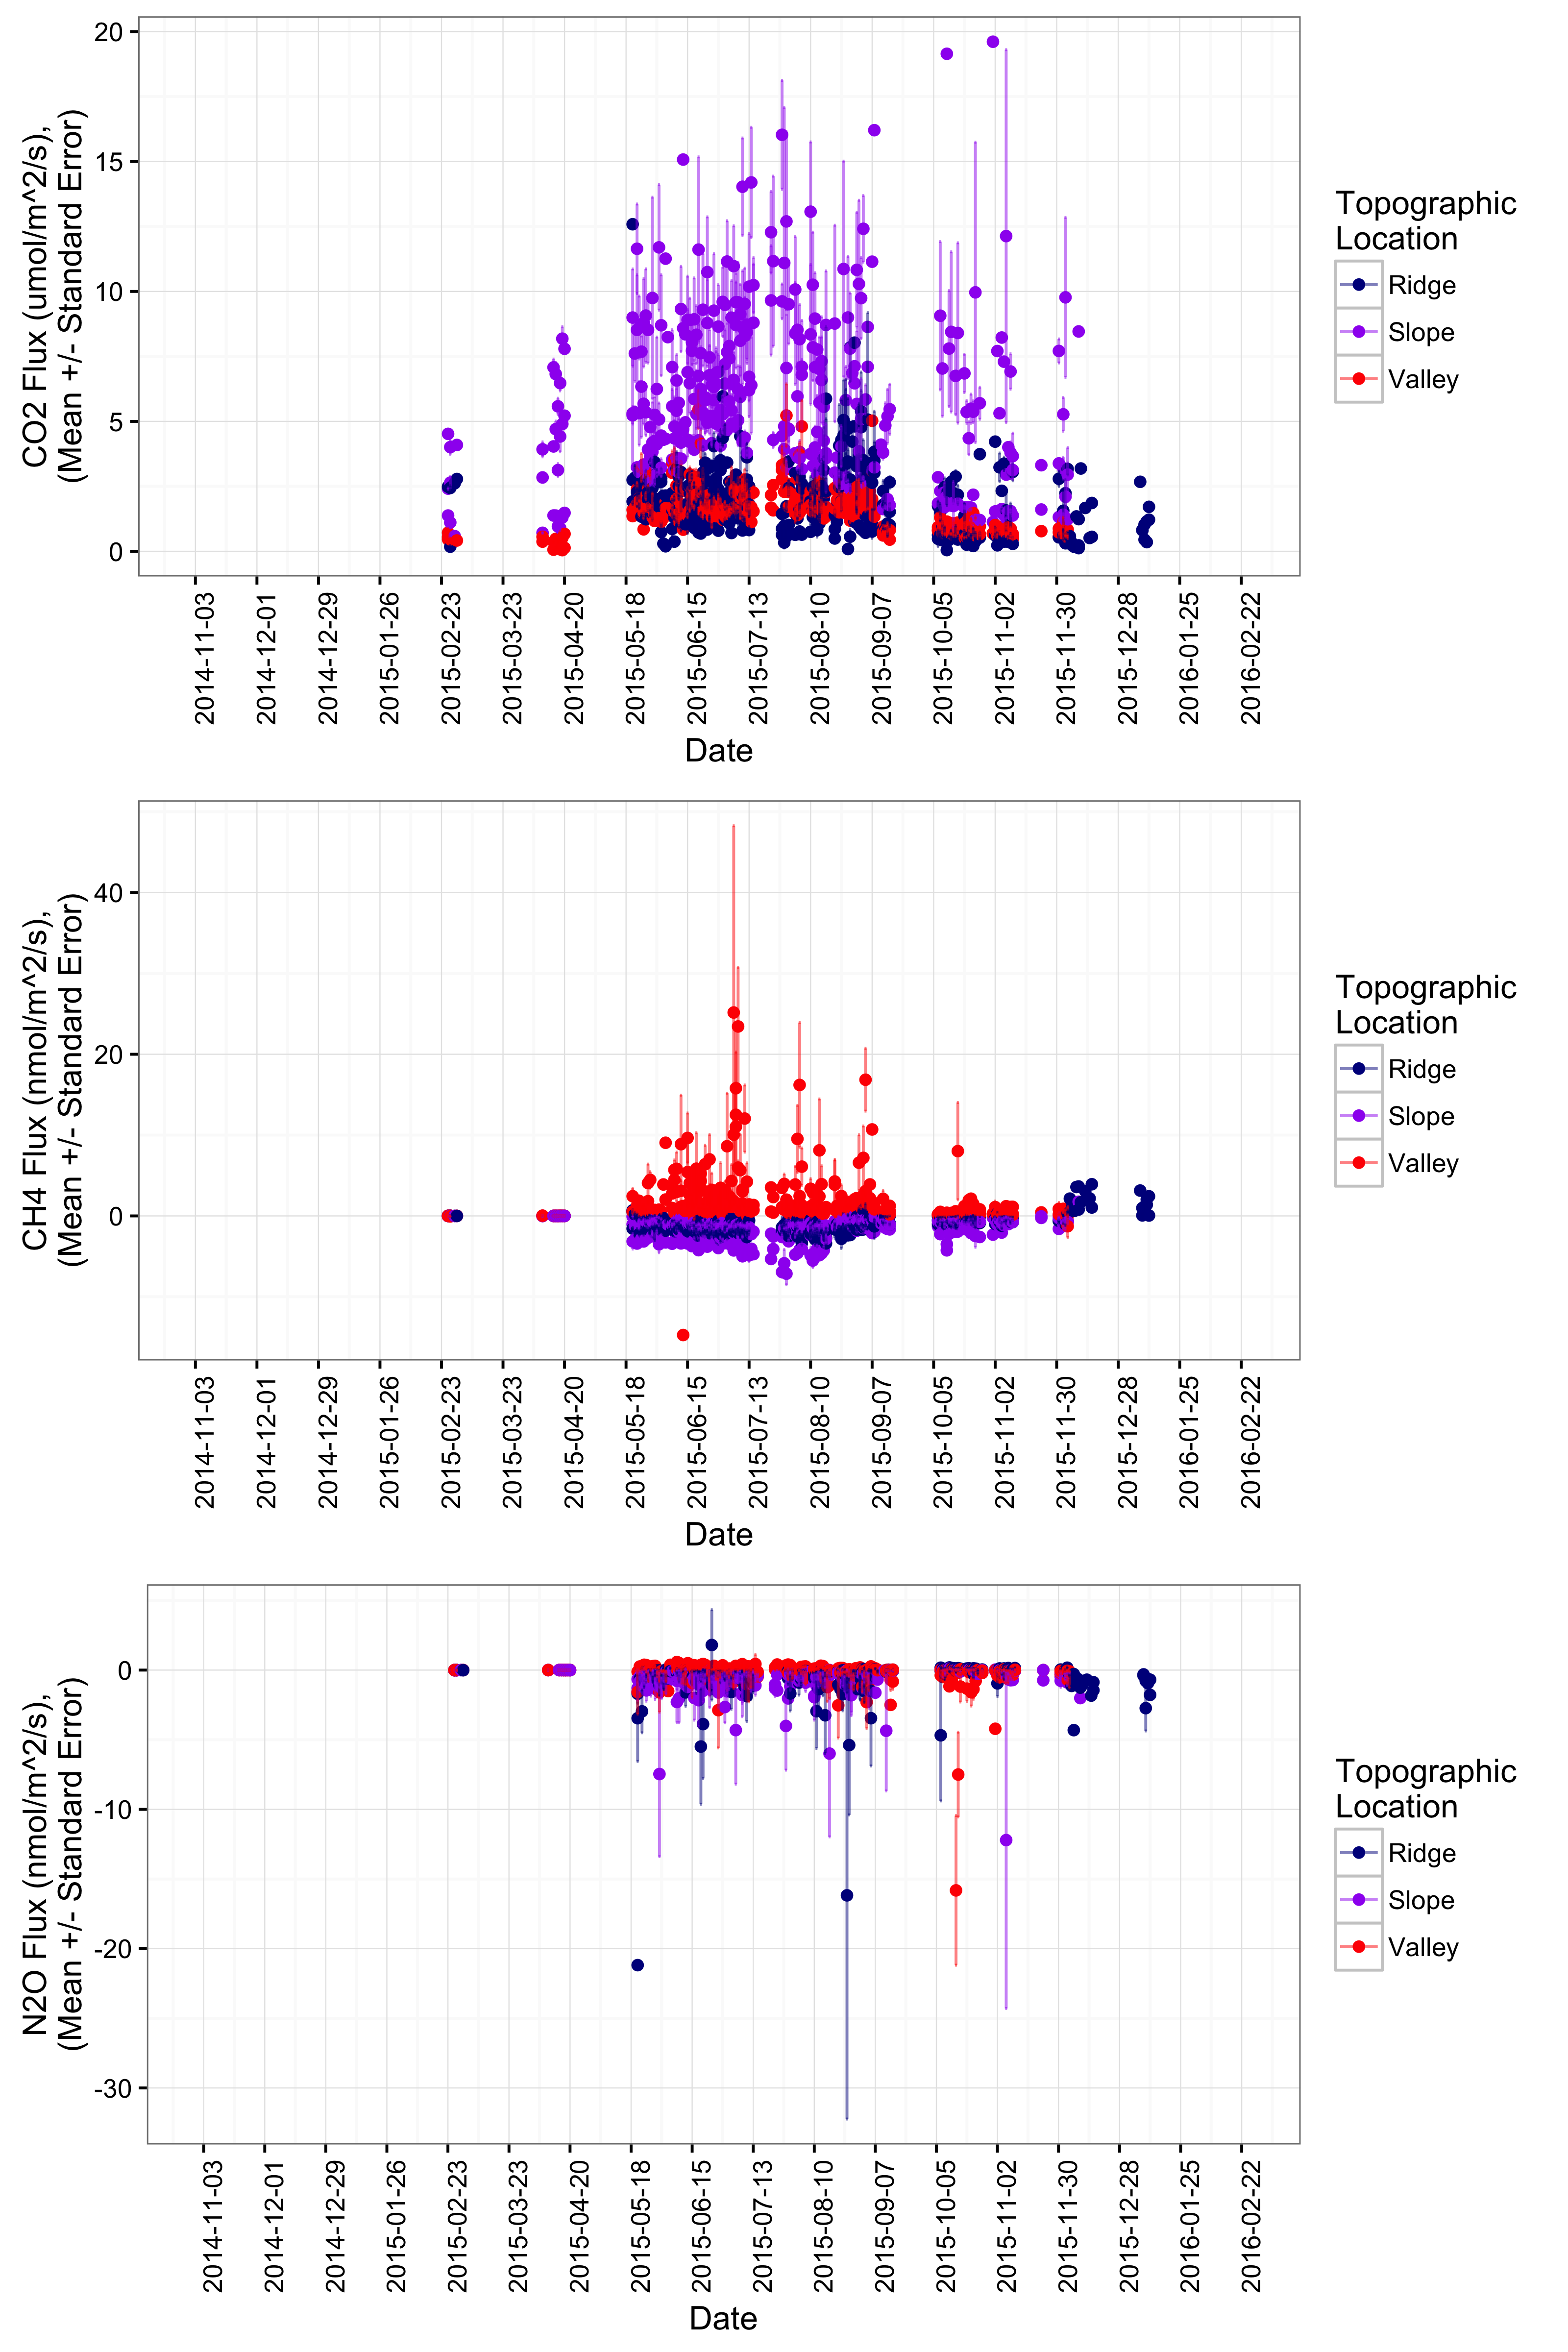 CO2 Flux (umol/m^2/s),
(Mean +/- Standard Error)
20
15
10
5
0
2014-11-03
2014-12-01
2014-12-29
2015-01-26
2015-02-23
2015-03-23
2015-04-20
2015-05-18
2015-06-15
2015-07-13
2015-08-10
2015-09-07
2015-10-05
2015-11-02
2015-11-30
2015-12-28
2016-01-25
2016-02-22
Date
Topographic
Location
Ridge
Slope
Valley
CH4 Flux (nmol/m^2/s),
(Mean +/- Standard Error)
40
20
0
2014-11-03
2014-12-01
2014-12-29
2015-01-26
2015-02-23
2015-03-23
2015-04-20
2015-05-18
2015-06-15
2015-07-13
2015-08-10
2015-09-07
2015-10-05
2015-11-02
2015-11-30
2015-12-28
2016-01-25
2016-02-22
Date
Topographic
Location
Ridge
Slope
Valley
N2O Flux (nmol/m^2/s),
(Mean +/- Standard Error)
0
-10
-20
-30
2014-11-03
2014-12-01
2014-12-29
2015-01-26
2015-02-23
2015-03-23
2015-04-20
2015-05-18
2015-06-15
2015-07-13
2015-08-10
2015-09-07
2015-10-05
2015-11-02
2015-11-30
2015-12-28
2016-01-25
2016-02-22
Date
Topographic
Location
Ridge
Slope
Valley